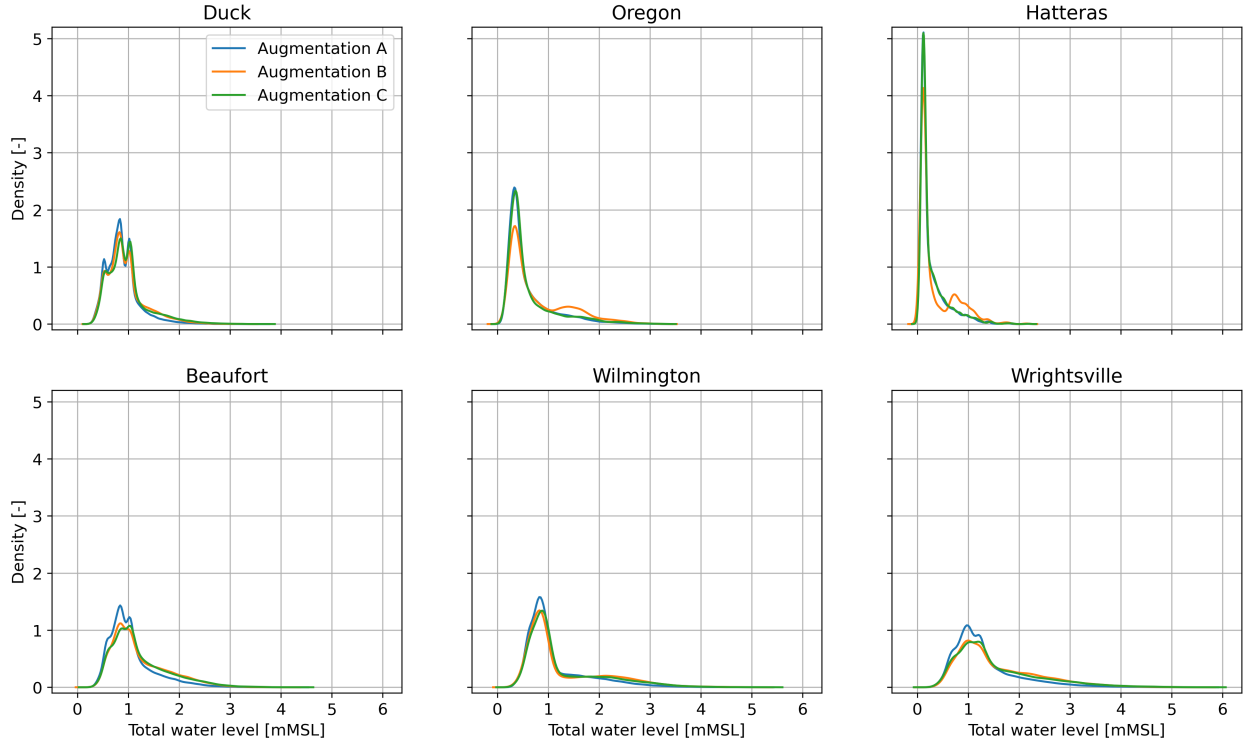 Duck
Oregon
Hatteras
5
4
3
2
1
0
Density [-]
Augmentation A
Augmentation B
Augmentation C
Beaufort
Wilmington
Wrightsville
5
4
3
2
1
0
Density [-]
0 1 2 3 4 5 6
0 1 2 3 4 5 6
0 1 2 3 4 5 6
Total water level [mMSL]
Total water level [mMSL]
Total water level [mMSL]